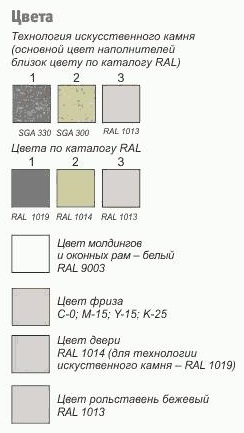 Цвета
Технология искусственного камня
(основной цвет наполнителей
близок цвету по каталогу RAL)
1 2 3
SGA 330 SGA 300 RAL 1013
Цвета по каталогу RAL
1 2 3
RAL 1019 RAL 1014 RAL 1013
Цвет молдингов
и оконных рам – белый
RAL 9003
Цвет фриза
C-0; M-15; Y-15; K-25
Цвет двери
RAL 1014 (для технологии
искуственного камня – RAL 1019)
Цвет рольставень бежевый
RAL 1013